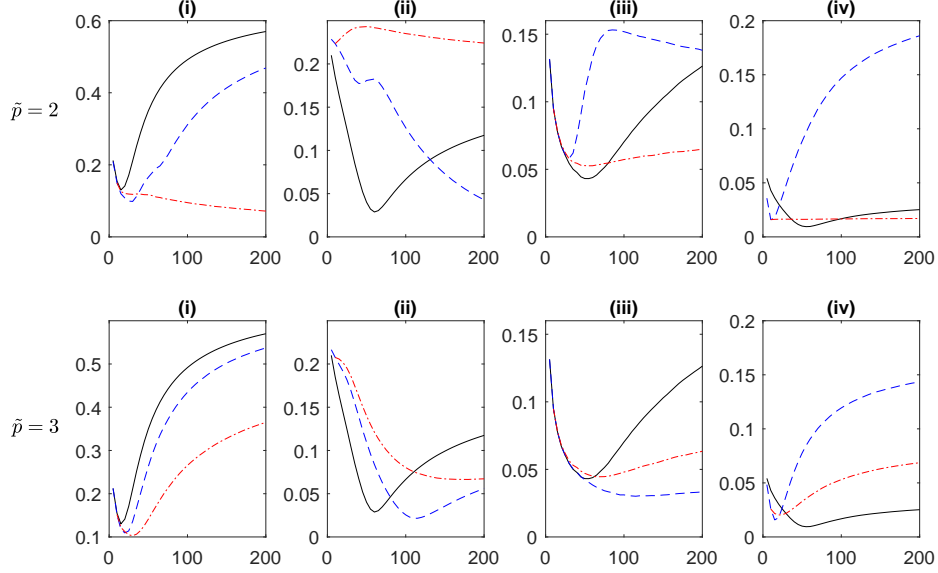 (i) (ii) (iii) (iv)
0.6 0.2 0.15 0.2
0.4 0.15 0.1 0.15
p̃ = 2 0.2 0.1 0.05 0.1
0 0.05 0 0.05
0 0
0 100 200 0 100 200 0 100 200 0 100 200
(i) (ii) (iii) (iv)
0.5 0.2 0.15 0.2
0.4 0.15 0.1 0.15
p̃ = 3 0.3 0.1 0.05 0.1
0.2 0.05 0 0.05
0.1 0 0
0 100 200 0 100 200 0 100 200 0 100 200